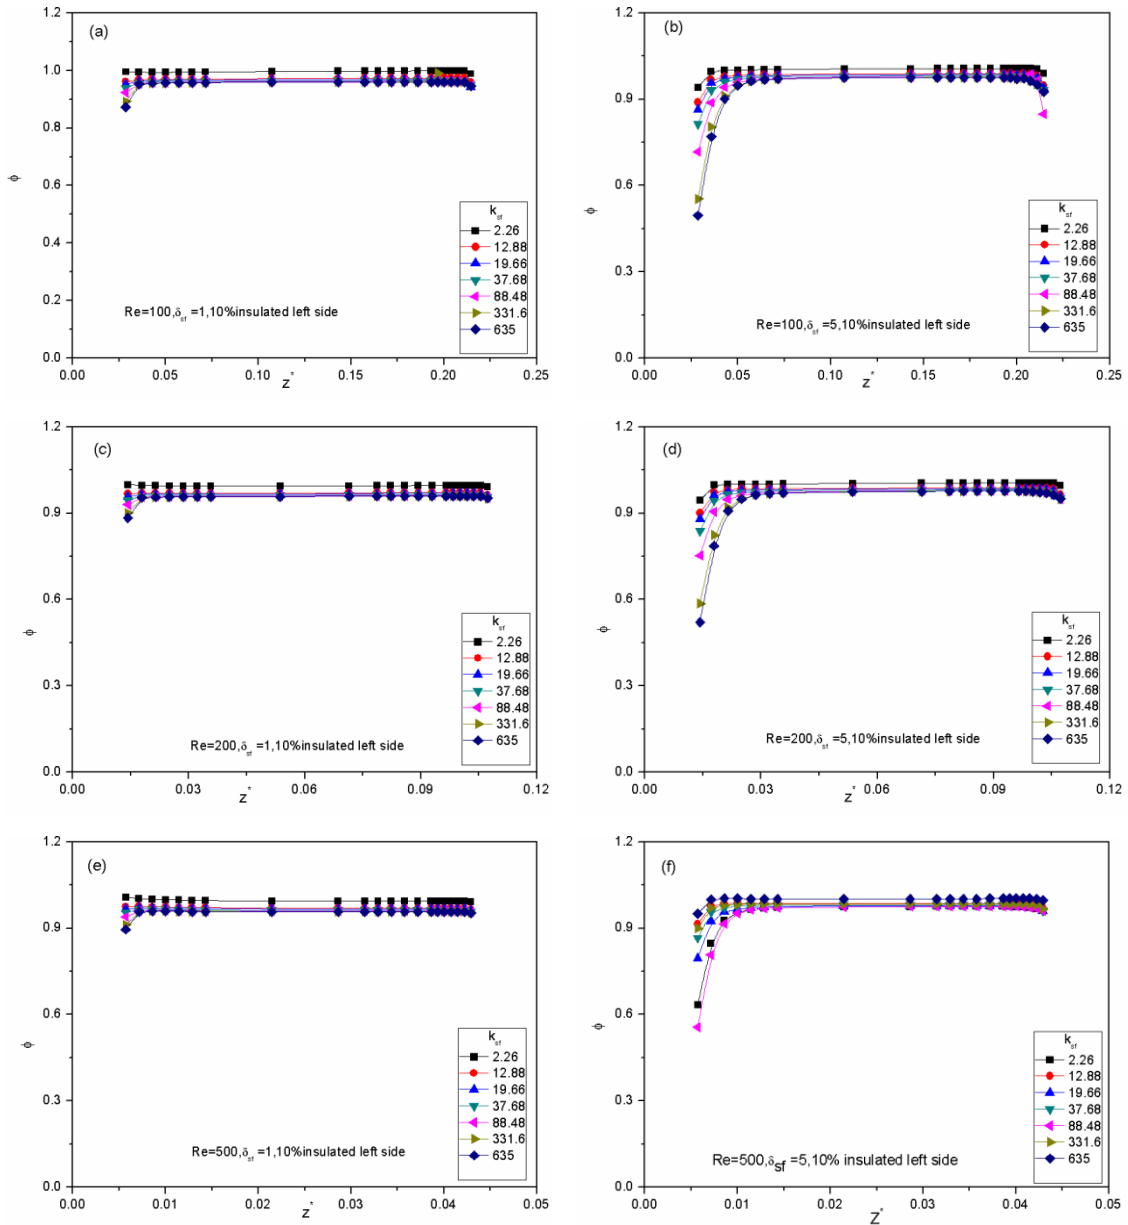 (a)
1.2
1.0
0.8
0.6
0.4
0.2
0.0
ϕ
k_sf
2.26
12.88
19.66
37.68
88.48
331.6
635
Re=100,δ_sf =1,10%insulated left side
0.00 0.05 0.10 0.15 0.20 0.25
z*
(b)
1.2
0.9
0.6
0.3
0.0
ϕ
k_sf
2.26
12.88
19.66
37.68
88.48
331.6
635
Re=100,δ_sf =5,10%insulated left side
0.00 0.05 0.10 0.15 0.20 0.25
z*
(c)
1.2
0.9
0.6
0.3
0.0
ϕ
k_sf
2.26
12.88
19.66
37.68
88.48
331.6
635
Re=200,δ_sf =1,10%insulated left side
0.00 0.03 0.06 0.09 0.12
z*
(d)
1.2
0.9
0.6
0.3
0.0
ϕ
k_sf
2.26
12.88
19.66
37.68
88.48
331.6
635
Re=200,δ_sf =5,10%insulated left side
0.00 0.03 0.06 0.09 0.12
z*
(e)
1.2
0.9
0.6
0.3
0.0
ϕ
k_sf
2.26
12.88
19.66
37.68
88.48
331.6
635
Re=500,δ_sf =1,10%insulated left side
0.00 0.01 0.02 0.03 0.04 0.05
z*
(f)
1.2
0.9
0.6
0.3
0.0
ϕ
k_sf
2.26
12.88
19.66
37.68
88.48
331.6
635
Re=500,δ_sf =5,10% insulated left side
0.00 0.01 0.02 0.03 0.04 0.05
Z*